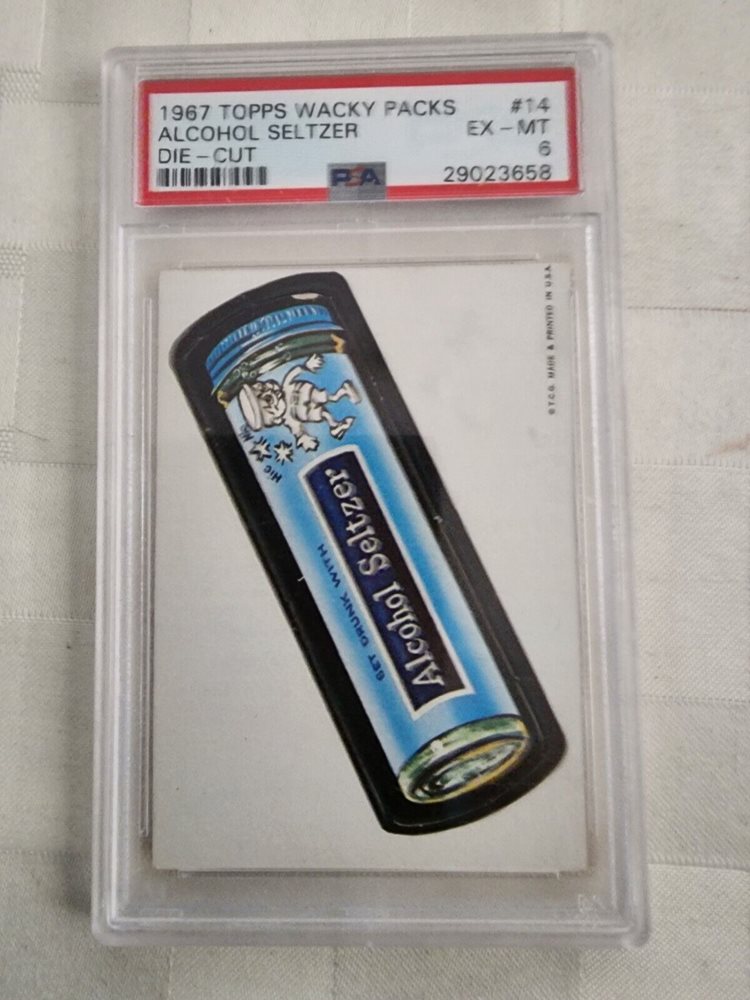 1967 TOPPS WACKY PACKS #14
ALCOHOL SELTZER EX-MT
DIE-CUT 6
PSA 29023658
© T.C.G. MADE & PRINTED IN U.S.A.
Hic Hic
GET DRUNK WITH
Alcohol Seltzer